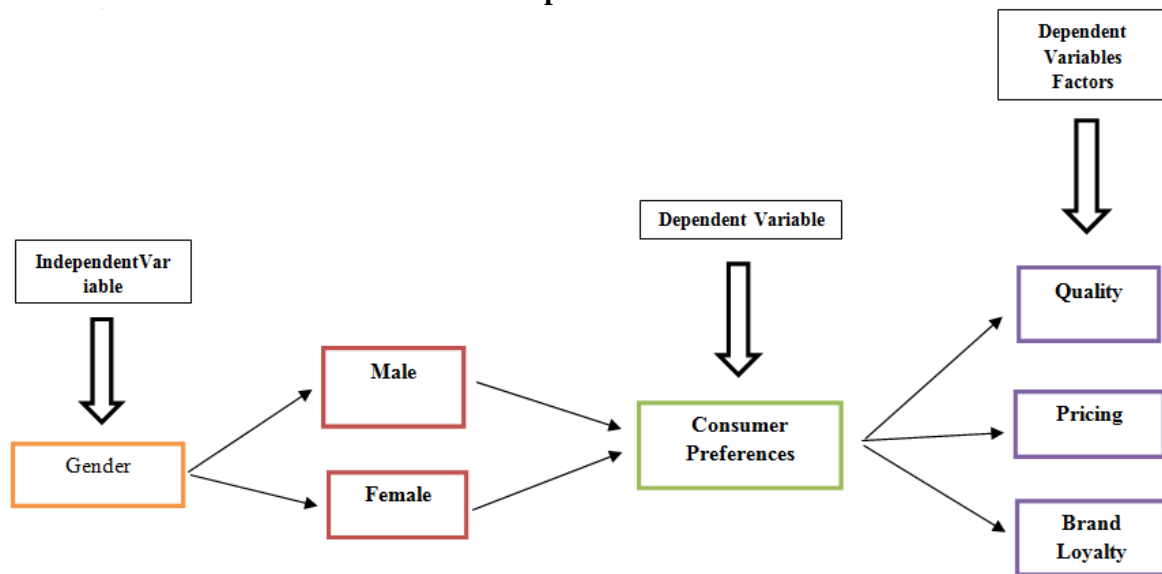 p
Dependent
Variables
Factors
Dependent Variable
IndependentVar
iable
Quality
Male
Pricing
Consumer
Preferences
Gender
Female
Brand
Loyalty